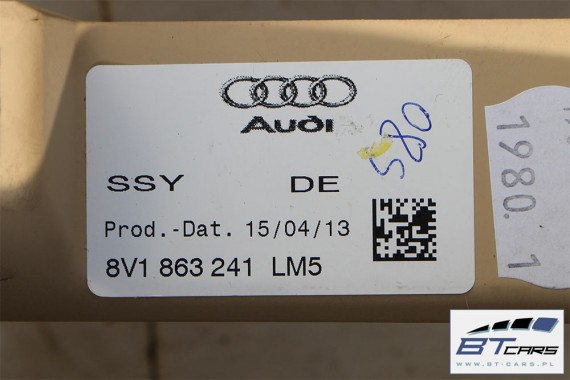 Audi
580
SSY DE
Prod.-Dat. 15/04/13
8V1 863 241 LM5
1980. 1
BTCARS
WWW.BT-CARS.PL